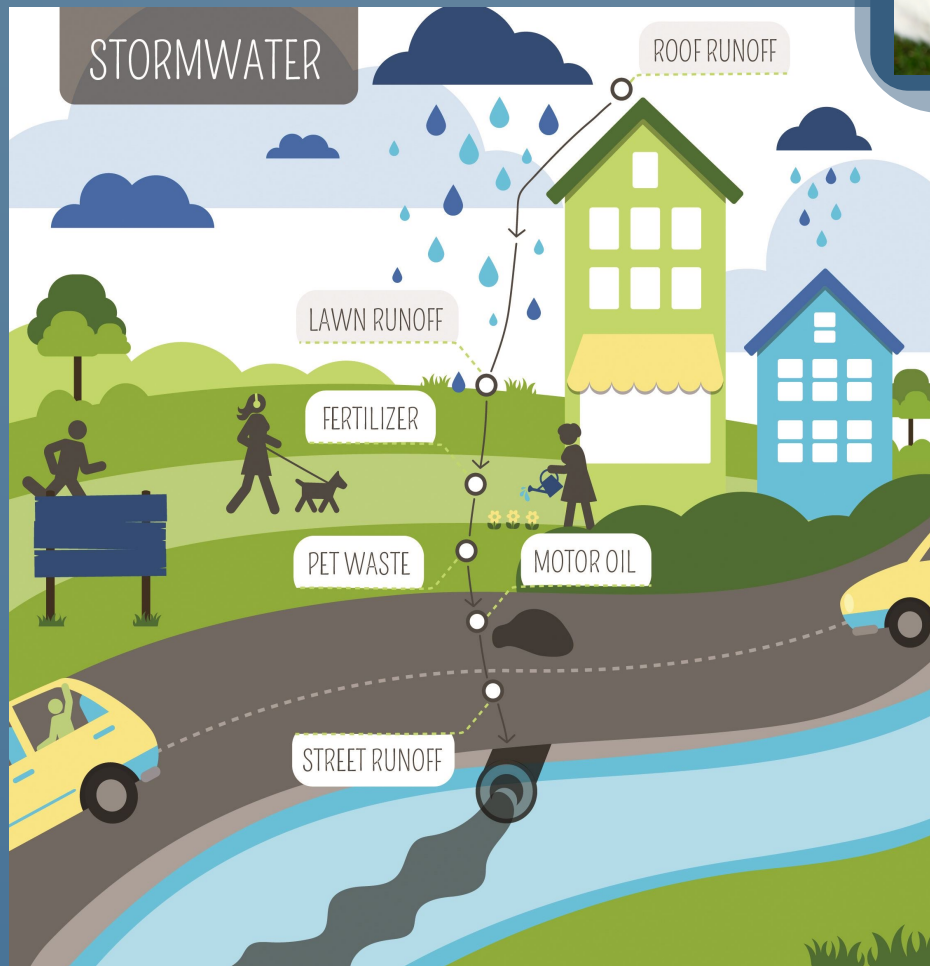 STORMWATER
ROOF RUNOFF
LAWN RUNOFF
FERTILIZER
PET WASTE
MOTOR OIL
STREET RUNOFF